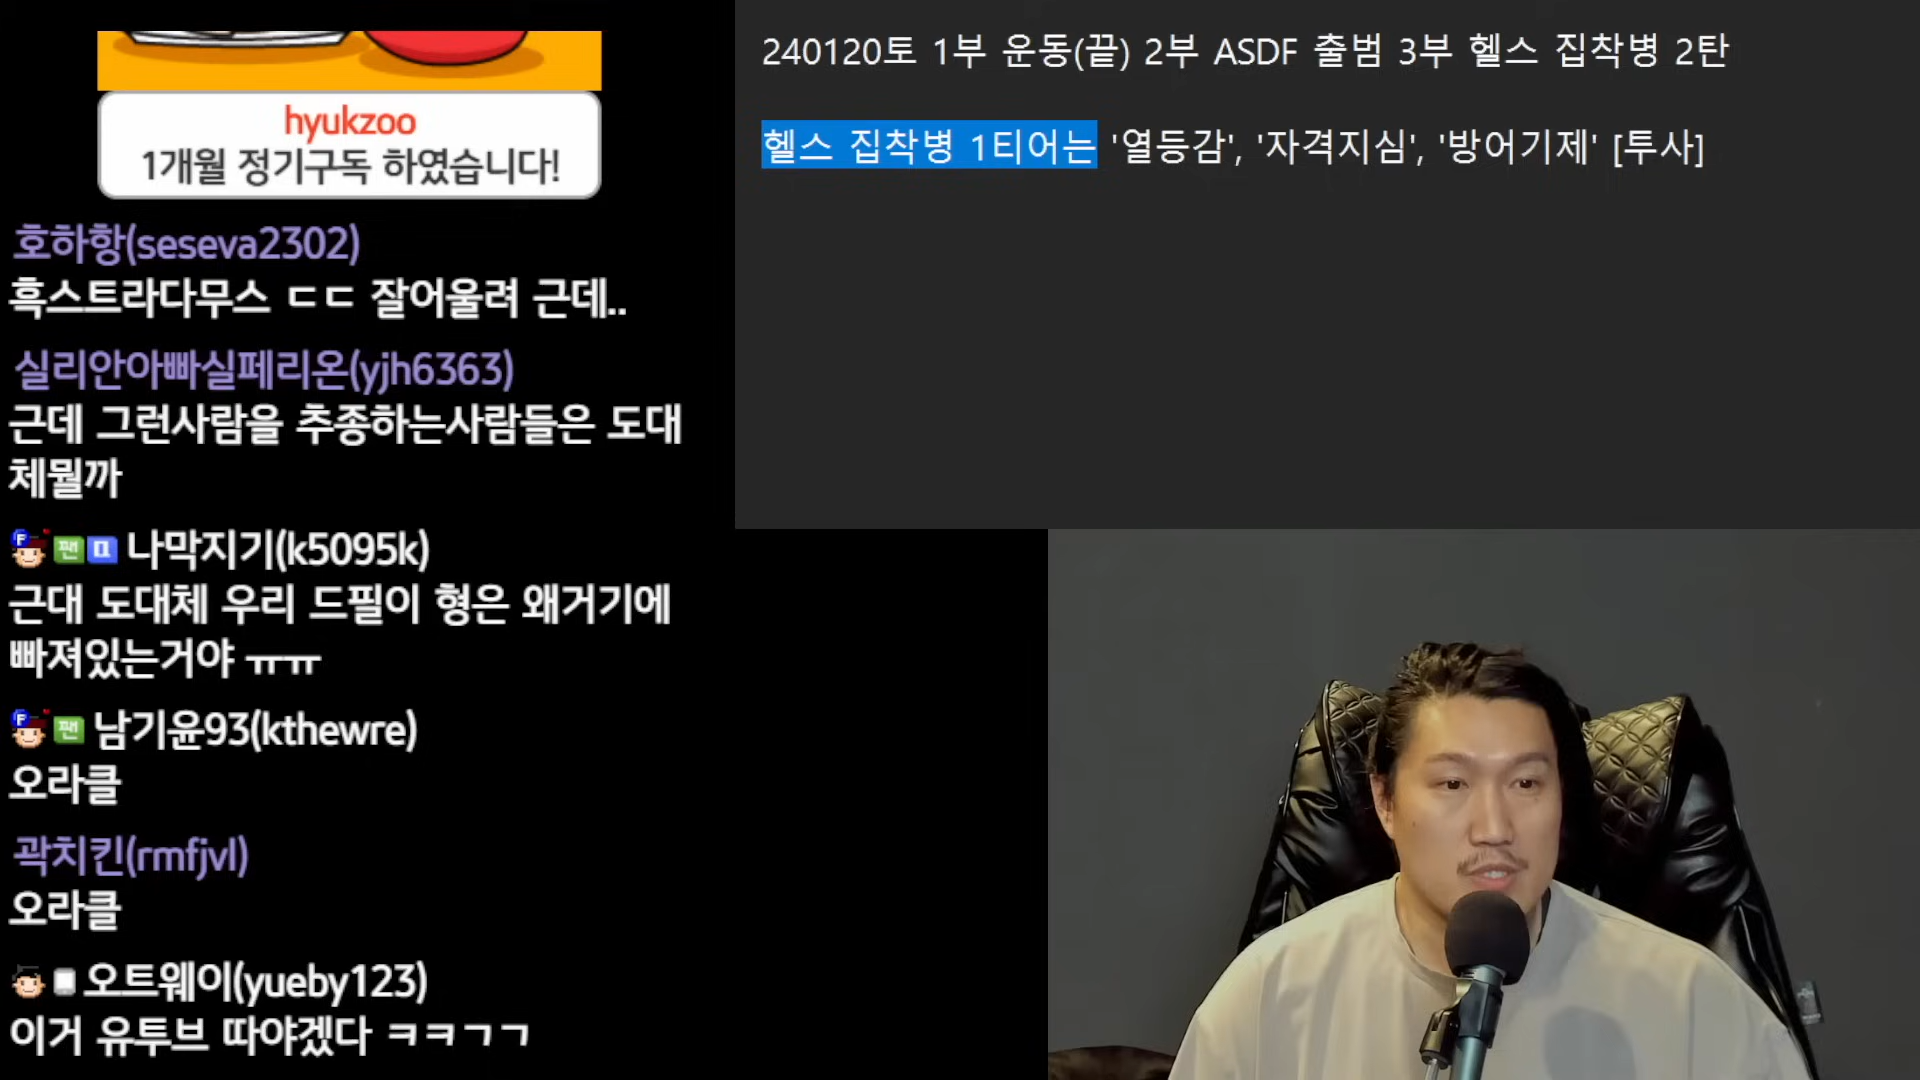 hyukzoo
1개월 정기구독 하였습니다!
호하항(seseva2302)
흑스트라다무스 ㄷㄷ 잘어울려 근데..
실리안아빠실페리온(yjh6363)
근데 그런사람을 추종하는사람들은 도대
체뭘까
F 팬 나막지기(k5095k)
근대 도대체 우리 드필이 형은 왜거기에
빠져있는거야 ㅠㅠ
F 팬 남기윤93(kthewre)
오라클
곽치킨(rmfjvl)
오라클
오트웨이(yueby123)
이거 유투브 따야겠다 ㅋㅋㄱㄱ
240120토 1부 운동(끝) 2부 ASDF 출범 3부 헬스 집착병 2탄
헬스 집착병 1티어는 '열등감', '자격지심', '방어기제' [투사]